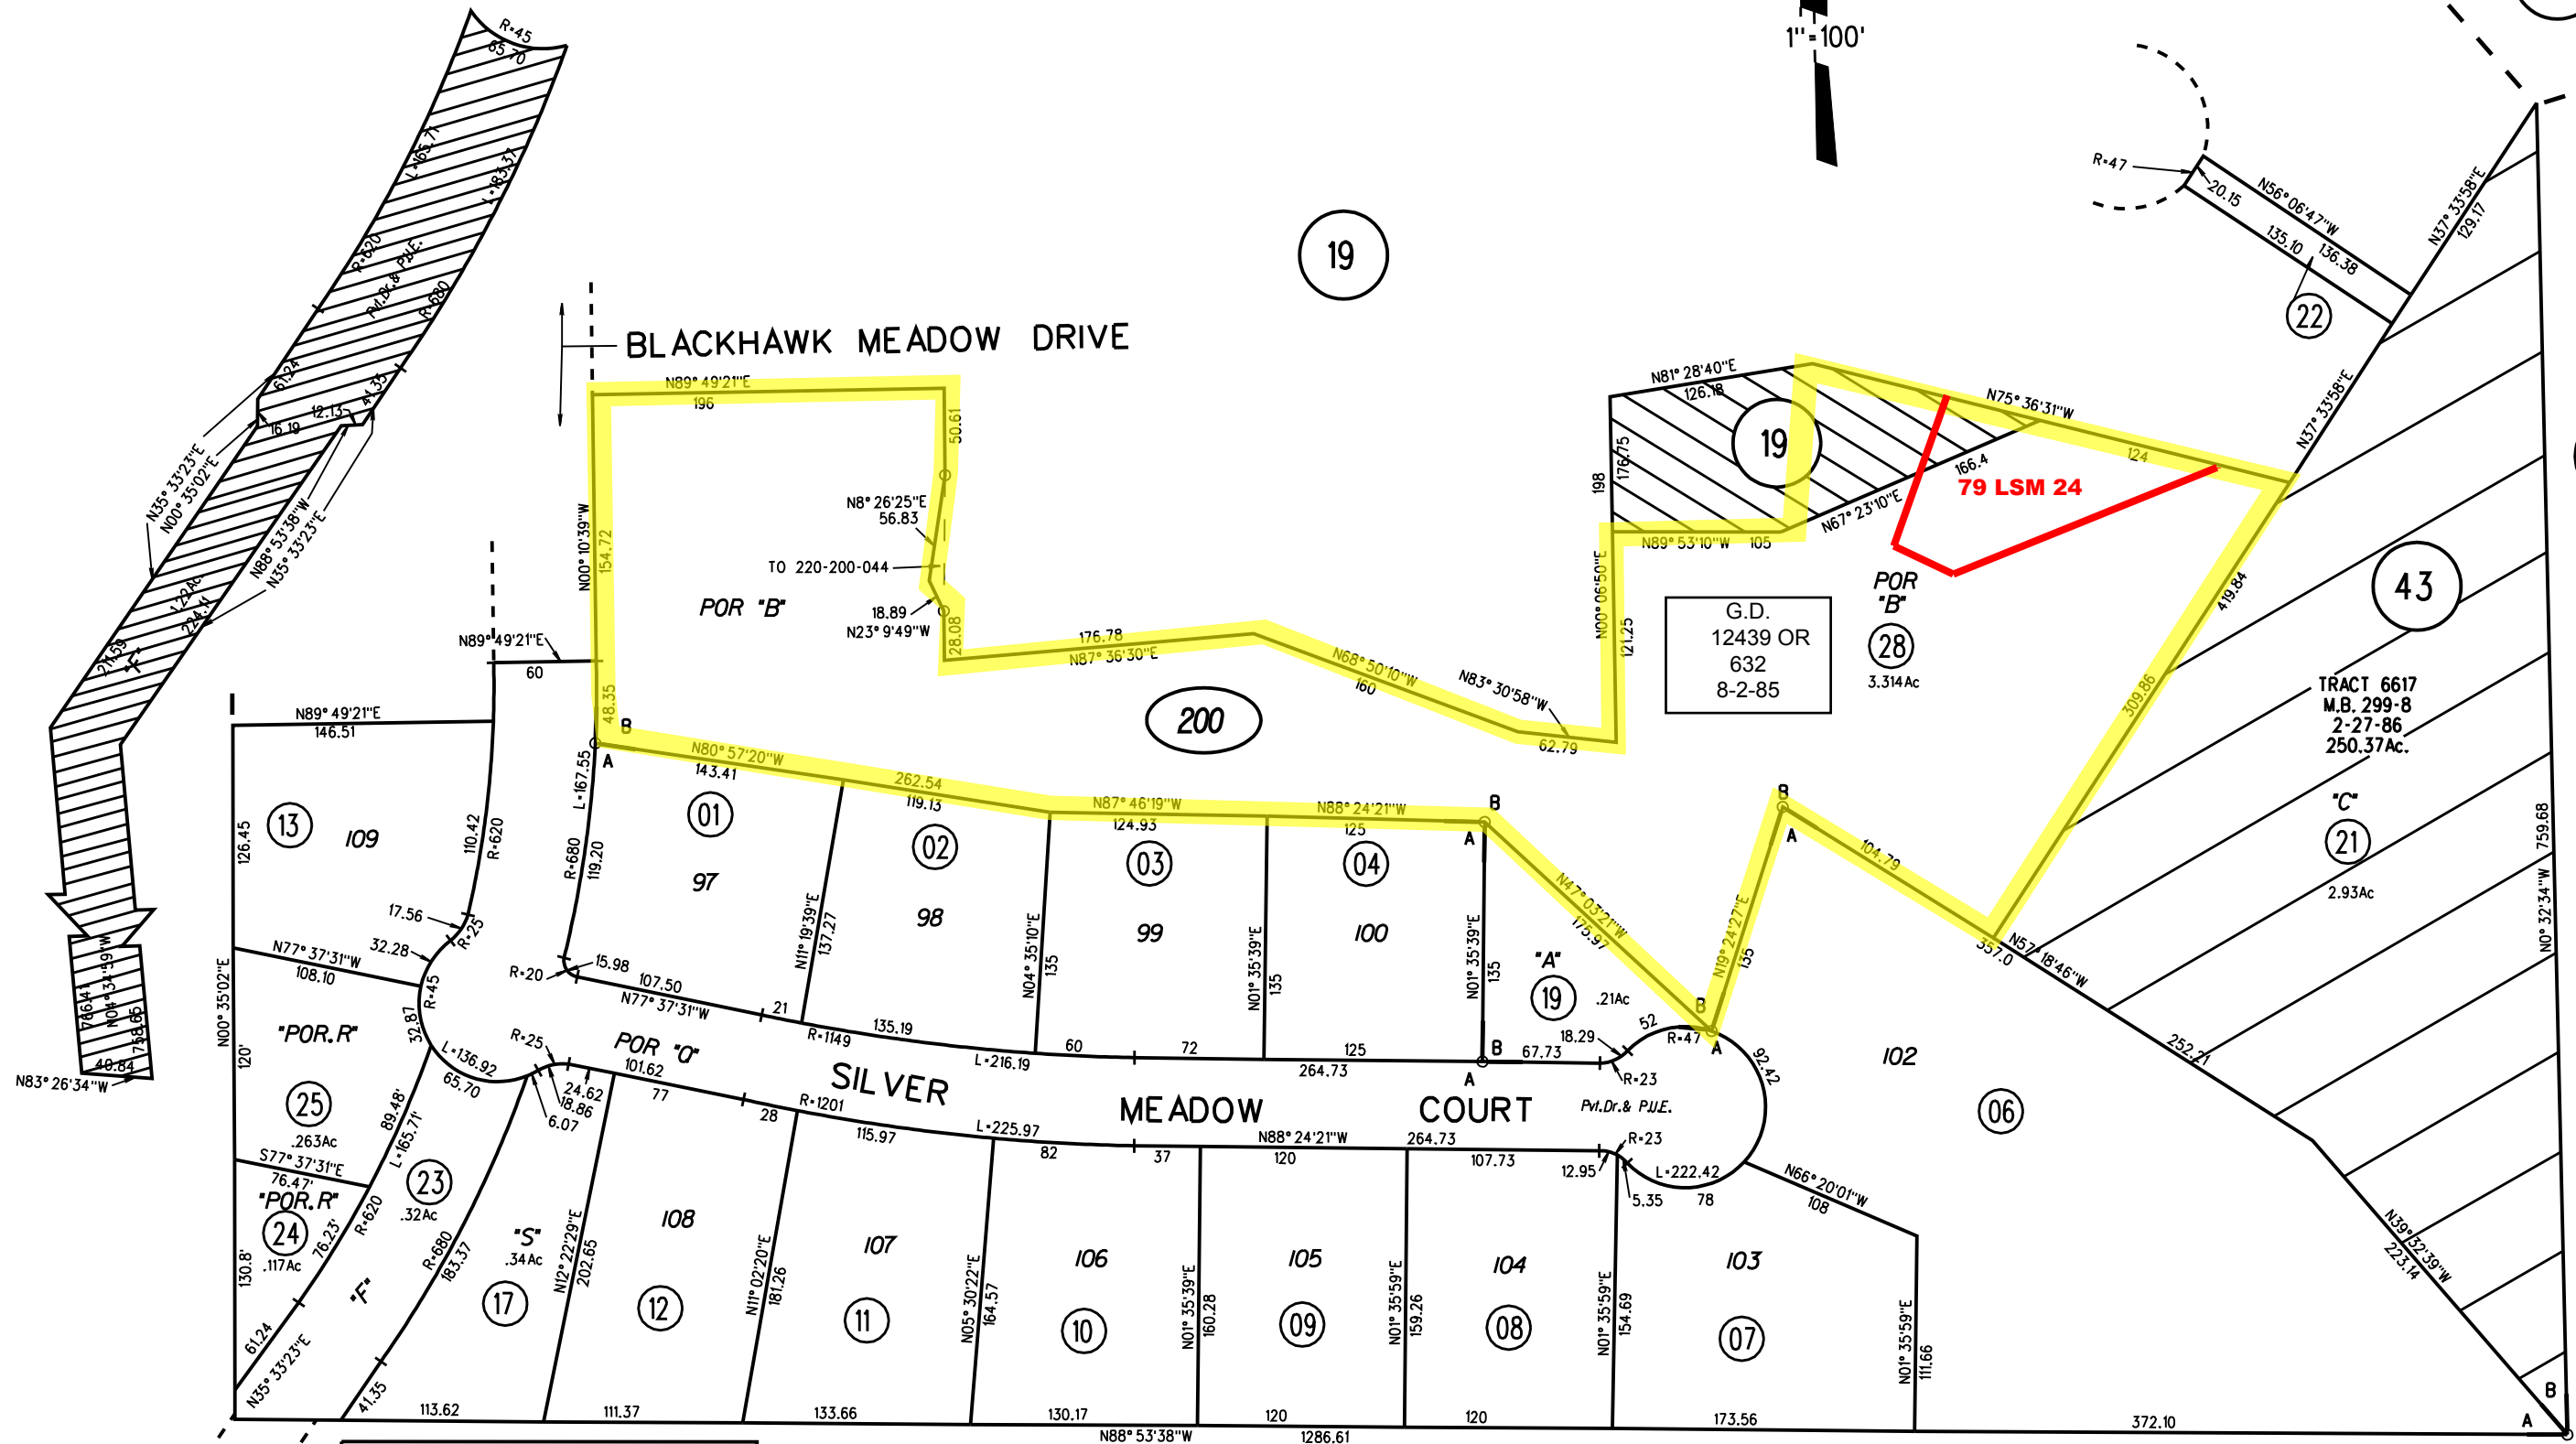 R=45
85.70
1"=100'
L=165.71
L=183.37
R=620
Pvt.Dr.& P.U.E.
R=680
61.24
12.13
41.35
16.19
N35° 33'23"E
N00° 35'02"E
N88° 53'38"W
N35° 33'23"E
1.22Ac.
224.11
211.59
"F"
766.41
N04° 34'59"W
758.65
40.84
N83° 26'34"W
19
R=47
20.15
N56° 06'47"W
135.10
136.38
22
N37° 33'58"E
129.17
BLACKHAWK MEADOW DRIVE
N89° 49'21"E
196
50.61
N8° 26'25"E
56.83
N00° 10'39"W
154.72
TO 220-200-044
POR "B"
18.89
N23° 9'49"W
28.08
176.78
N87° 36'30"E
N68° 50'10"W
160
N83° 30'58"W
62.79
N81° 28'40"E
126.18
19
198
176.75
N75° 36'31"W
124
166.4
79 LSM 24
N67° 23'10"E
N89° 53'10"W
105
N00° 06'50"E
121.25
N37° 33'58"E
419.84
309.86
POR
"B"
28
3.314Ac
G.D.
12439 OR
632
8-2-85
43
TRACT 6617
M.B. 299-8
2-27-86
250.37Ac.
"C"
21
2.93Ac
759.68
N0° 32'34"W
200
N89° 49'21"E
60
48.35
B
A
N89° 49'21"E
146.51
13
109
126.45
110.42
R=620
L=167.55
R=680
119.20
N80° 57'20"W
143.41
262.54
119.13
N87° 46'19"W
124.93
N88° 24'21"W
125
B
A
01
97
N11° 19'39"E
137.27
02
98
N04° 35'10"E
135
03
99
N01° 35'39"E
135
04
100
N01° 35'39"E
135
N47° 03'21"W
175.97
"A"
19
.21Ac
N19° 24'27"E
135
B
A
104.79
357.0
N57° 18'46"W
252.21
17.56
R=25
32.28
N77° 37'31"W
108.10
R=45
32.87
R=20
15.98
107.50
N77° 37'31"W
21
135.19
R=1149
L=216.19
60
72
125
264.73
B
A
67.73
18.29
52
R=47
B
A
92.42
R=23
Pvt.Dr.& P.U.E.
102
06
N00° 35'02"E
120'
"POR.R"
25
.263Ac
S77° 37'31"E
76.47'
"POR.R"
24
.117Ac
130.8'
L=136.92
65.70
89.48'
L=165.71'
R=25
24.62
18.86
6.07
POR "Q"
101.62
77
28
R=1201
115.97
L=225.97
82
37
SILVER MEADOW COURT
N88° 24'21"W
264.73
120
107.73
12.95
R=23
L=222.42
5.35
78
N66° 20'01"W
108
23
.32Ac
R=620
76.23'
R=680
183.37
"F"
61.24
N35° 33'23"E
41.35
"S"
.34Ac
17
N12° 22'29"E
202.65
108
12
N11° 02'20"E
181.26
107
11
N05° 30'22"E
164.57
106
10
N01° 35'39"E
160.28
105
09
N01° 35'59"E
159.26
104
08
N01° 35'59"E
154.69
103
07
N01° 35'59"E
111.66
N39° 32'39"W
223.14
B
A
113.62
111.37
133.66
130.17
120
120
173.56
372.10
N88° 53'38"W
1286.61